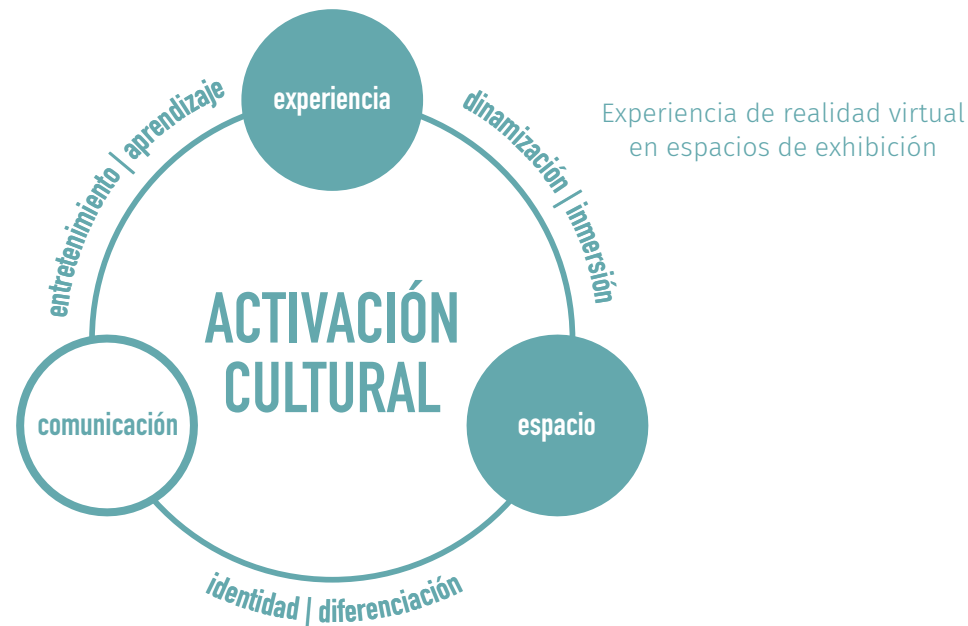 experiencia
entretenimiento | aprendizaje
dinamización | inmersión
Experiencia de realidad virtual
en espacios de exhibición
ACTIVACIÓN
CULTURAL
comunicación
espacio
identidad | diferenciación